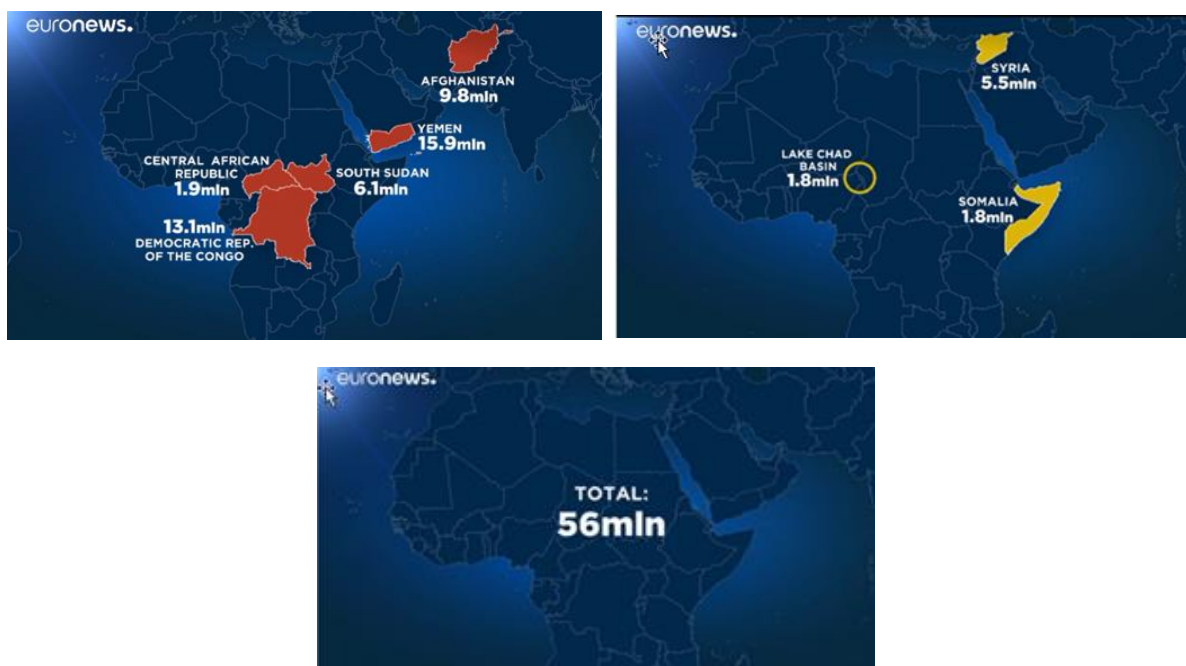 euronews.
AFGHANISTAN
9.8mln
YEMEN
15.9mln
CENTRAL AFRICAN
REPUBLIC
1.9mln
SOUTH SUDAN
6.1mln
13.1mln
DEMOCRATIC REP.
OF THE CONGO
euronews.
SYRIA
5.5mln
LAKE CHAD
BASIN
1.8mln
SOMALIA
1.8mln
euronews.
TOTAL:
56mln